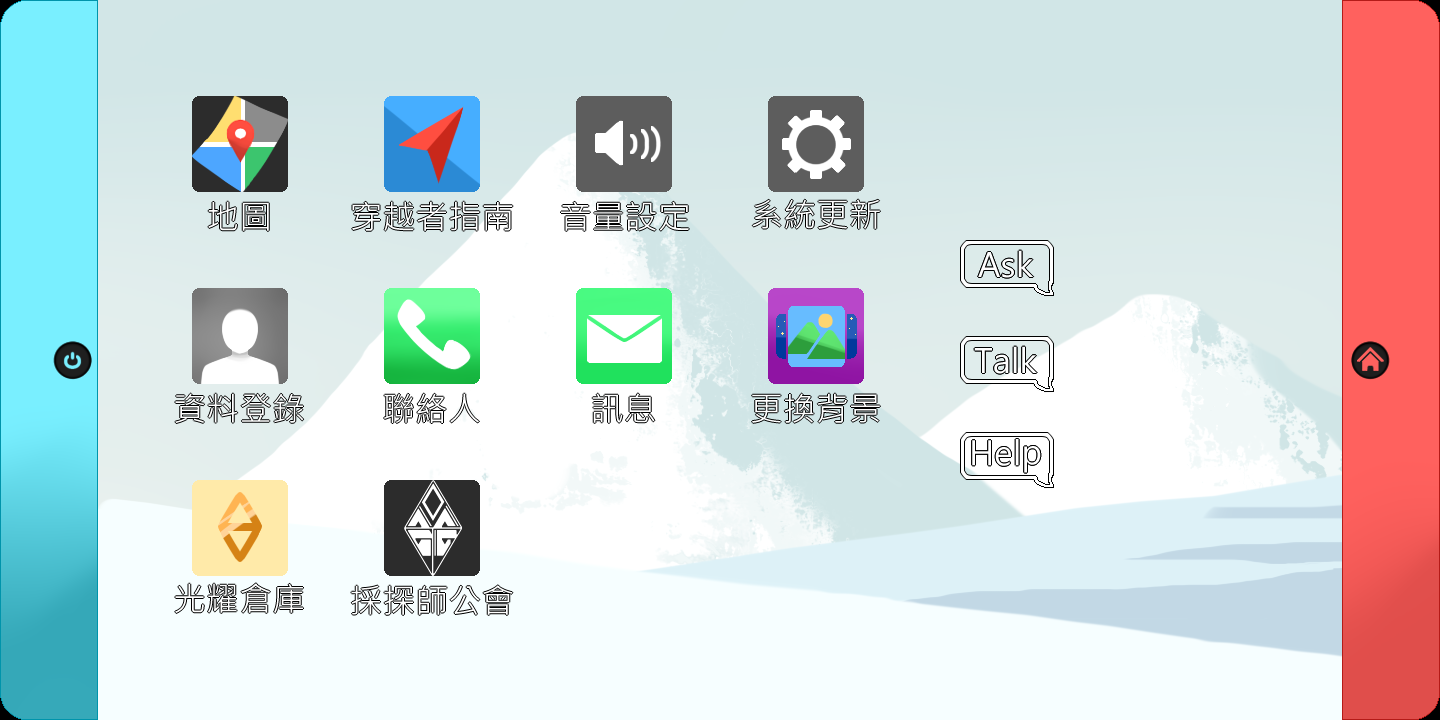 地圖
穿越者指南
音量設定
系統更新
資料登錄
聯絡人
訊息
更換背景
光耀倉庫
採探師公會
Ask
Talk
Help